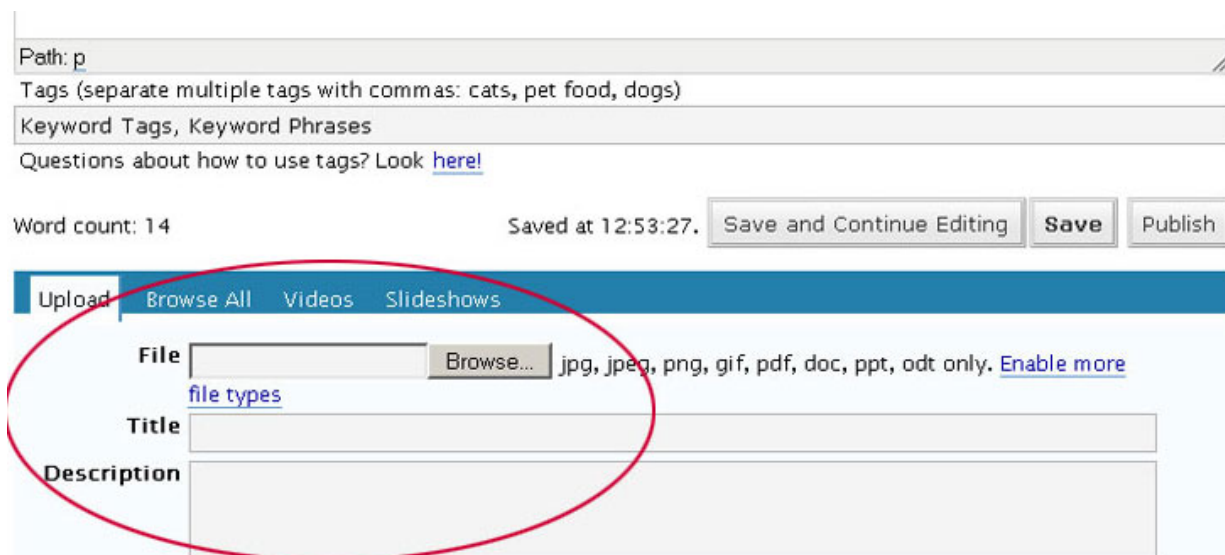 Path: p
Tags (separate multiple tags with commas: cats, pet food, dogs)
Keyword Tags, Keyword Phrases
Questions about how to use tags? Look here!
Word count: 14 Saved at 12:53:27. Save and Continue Editing Save Publish
Upload Browse All Videos Slideshows
File Browse... jpg, jpeg, png, gif, pdf, doc, ppt, odt only. Enable more
file types
Title
Description